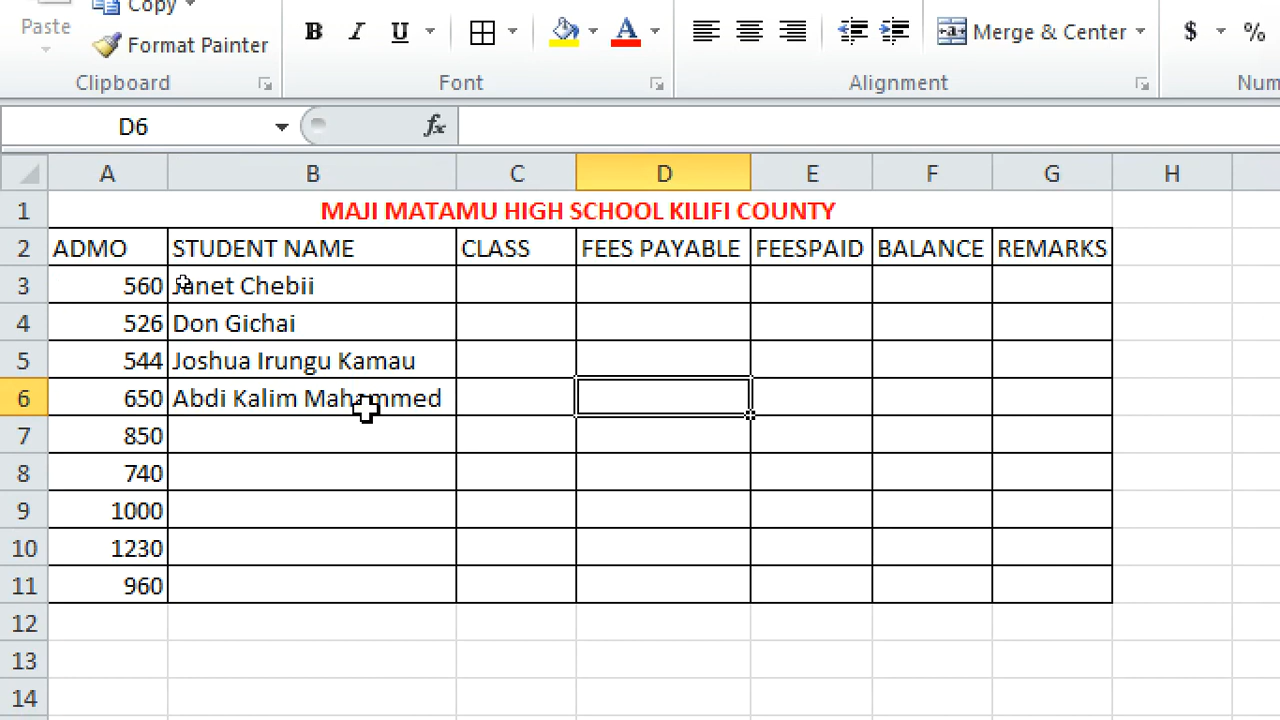 Copy
Paste
Format Painter
B I U A Merge & Center $ %
Clipboard Font Alignment
D6 fx
A B C D E F G H
1 MAJI MATAMU HIGH SCHOOL KILIFI COUNTY
2 ADMO STUDENT NAME CLASS FEES PAYABLE FEESPAID BALANCE REMARKS
3 560 Janet Chebii
4 526 Don Gichai
5 544 Joshua Irungu Kamau
6 650 Abdi Kalim Mahammed
7 850
8 740
9 1000
10 1230
11 960
12
13
14